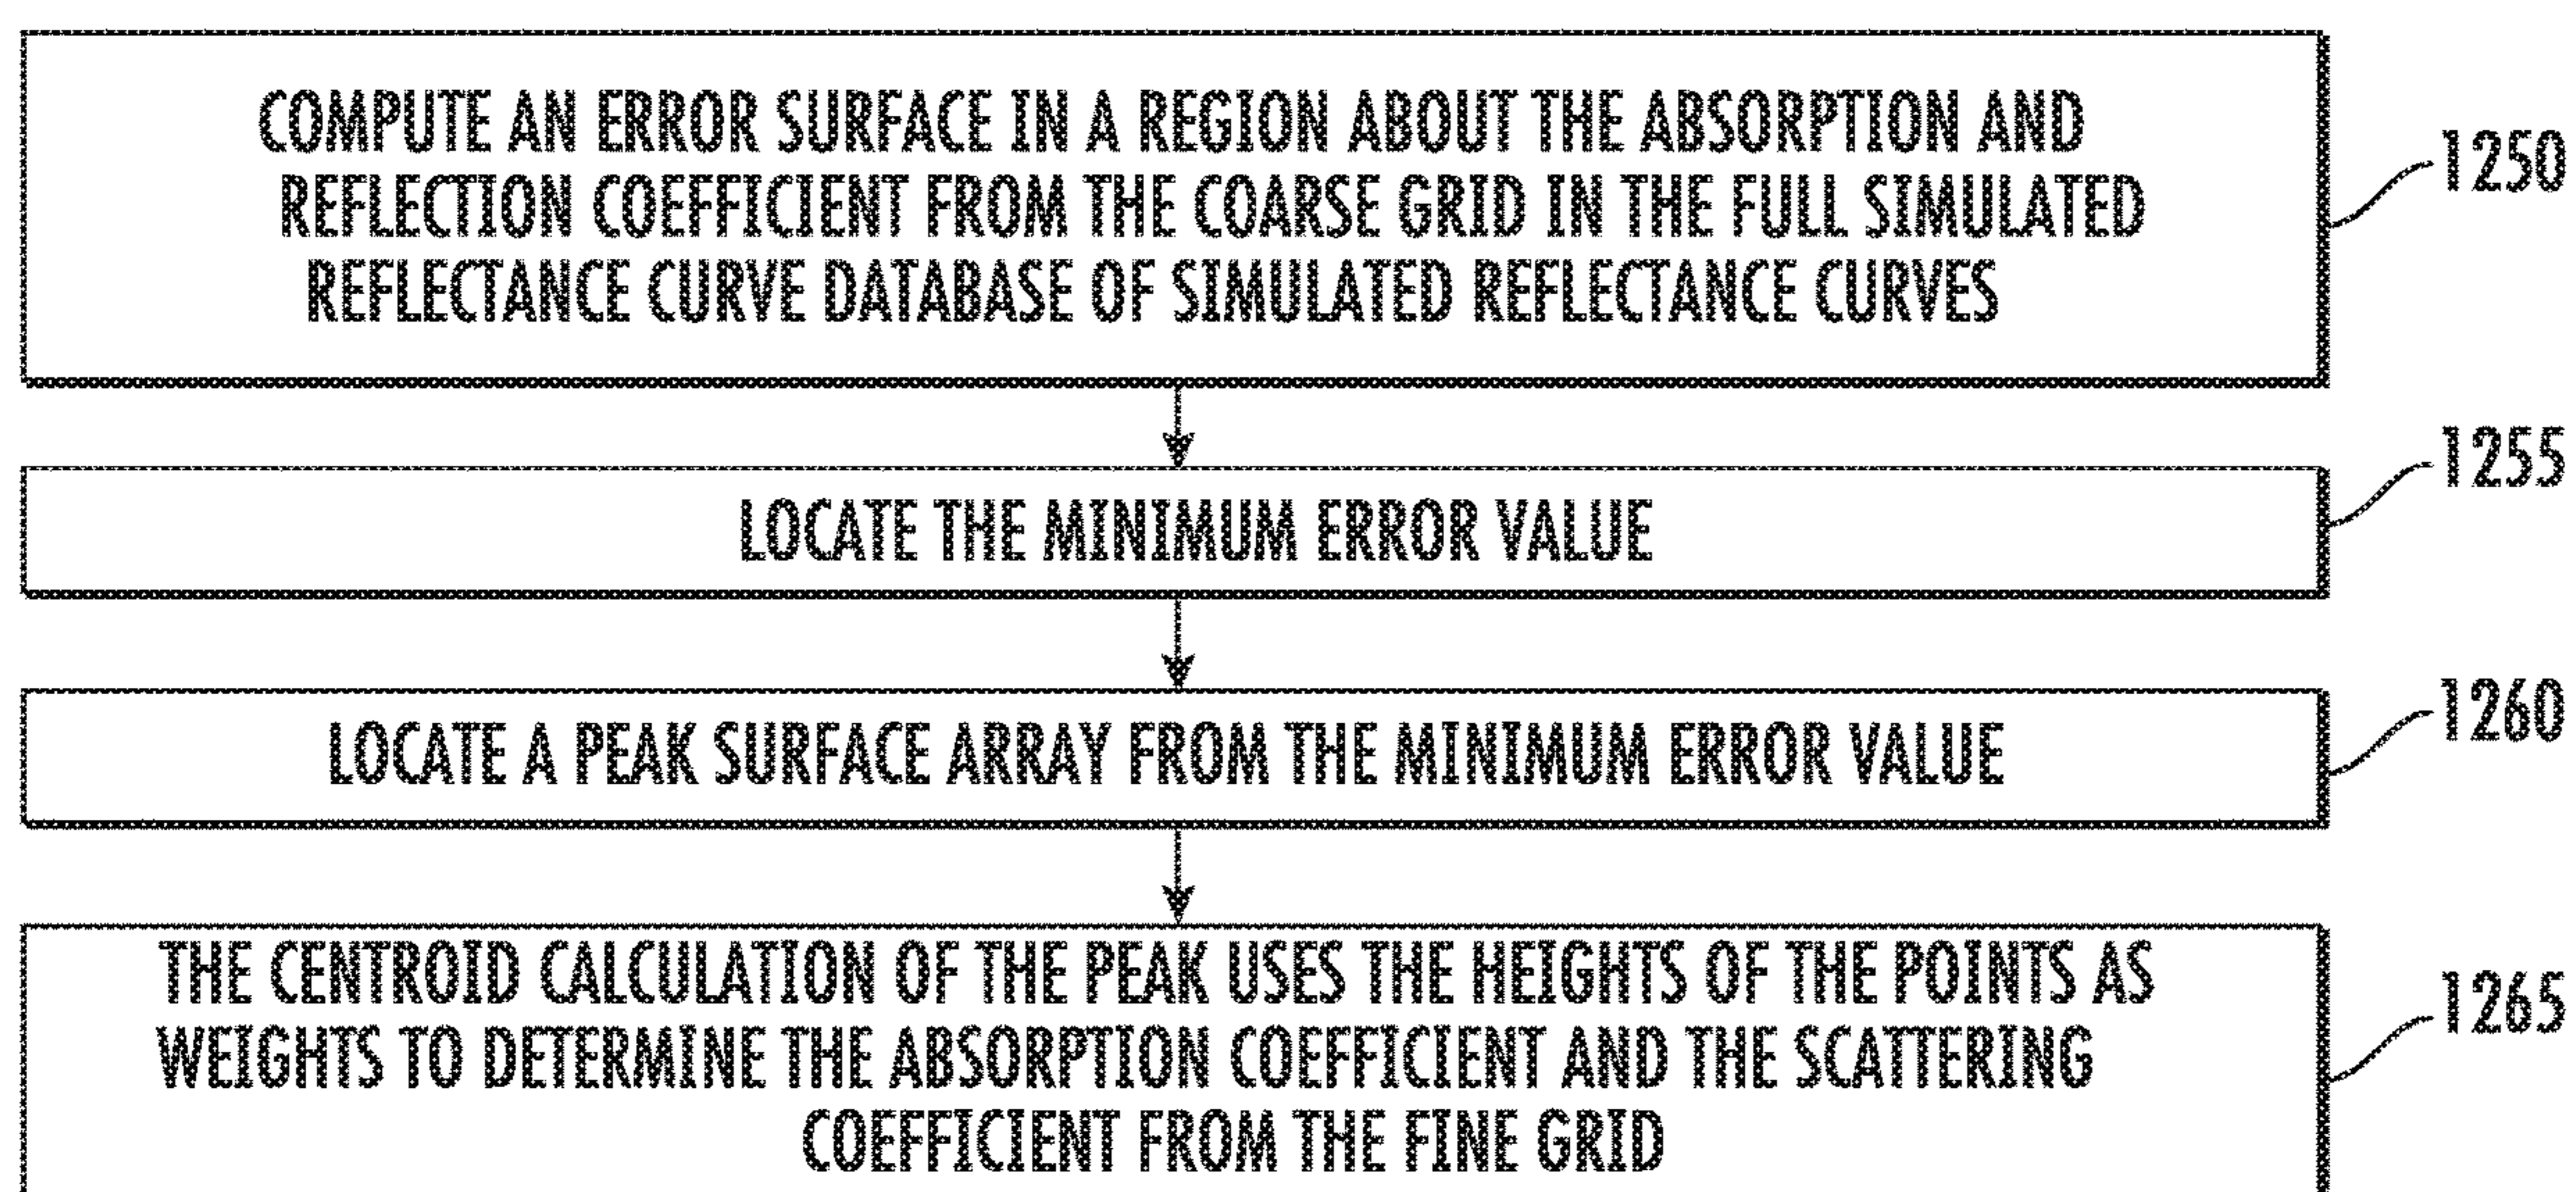 COMPUTE AN ERROR SURFACE IN A REGION ABOUT THE ABSORPTION AND
REFLECTION COEFFICIENT FROM THE COARSE GRID IN THE FULL SIMULATED
REFLECTANCE CURVE DATABASE OF SIMULATED REFLECTANCE CURVES
1250
LOCATE THE MINIMUM ERROR VALUE
1255
LOCATE A PEAK SURFACE ARRAY FROM THE MINIMUM ERROR VALUE
1260
THE CENTROID CALCULATION OF THE PEAK USES THE HEIGHTS OF THE POINTS AS
WEIGHTS TO DETERMINE THE ABSORPTION COEFFICIENT AND THE SCATTERING
COEFFICIENT FROM THE FINE GRID
1265